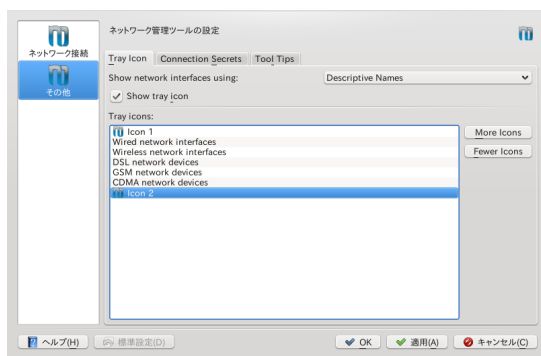 ネットワーク接続
その他
ネットワーク管理ツールの設定
Tray Icon Connection Secrets Tool Tips
Show network interfaces using: Descriptive Names
Show tray icon
Tray icons:
Icon 1
Wired network interfaces
Wireless network interfaces
DSL network devices
GSM network devices
CDMA network devices
Icon 2
More Icons
Fewer Icons
ヘルプ(H) 標準設定(D) OK 適用(A) キャンセル(C)